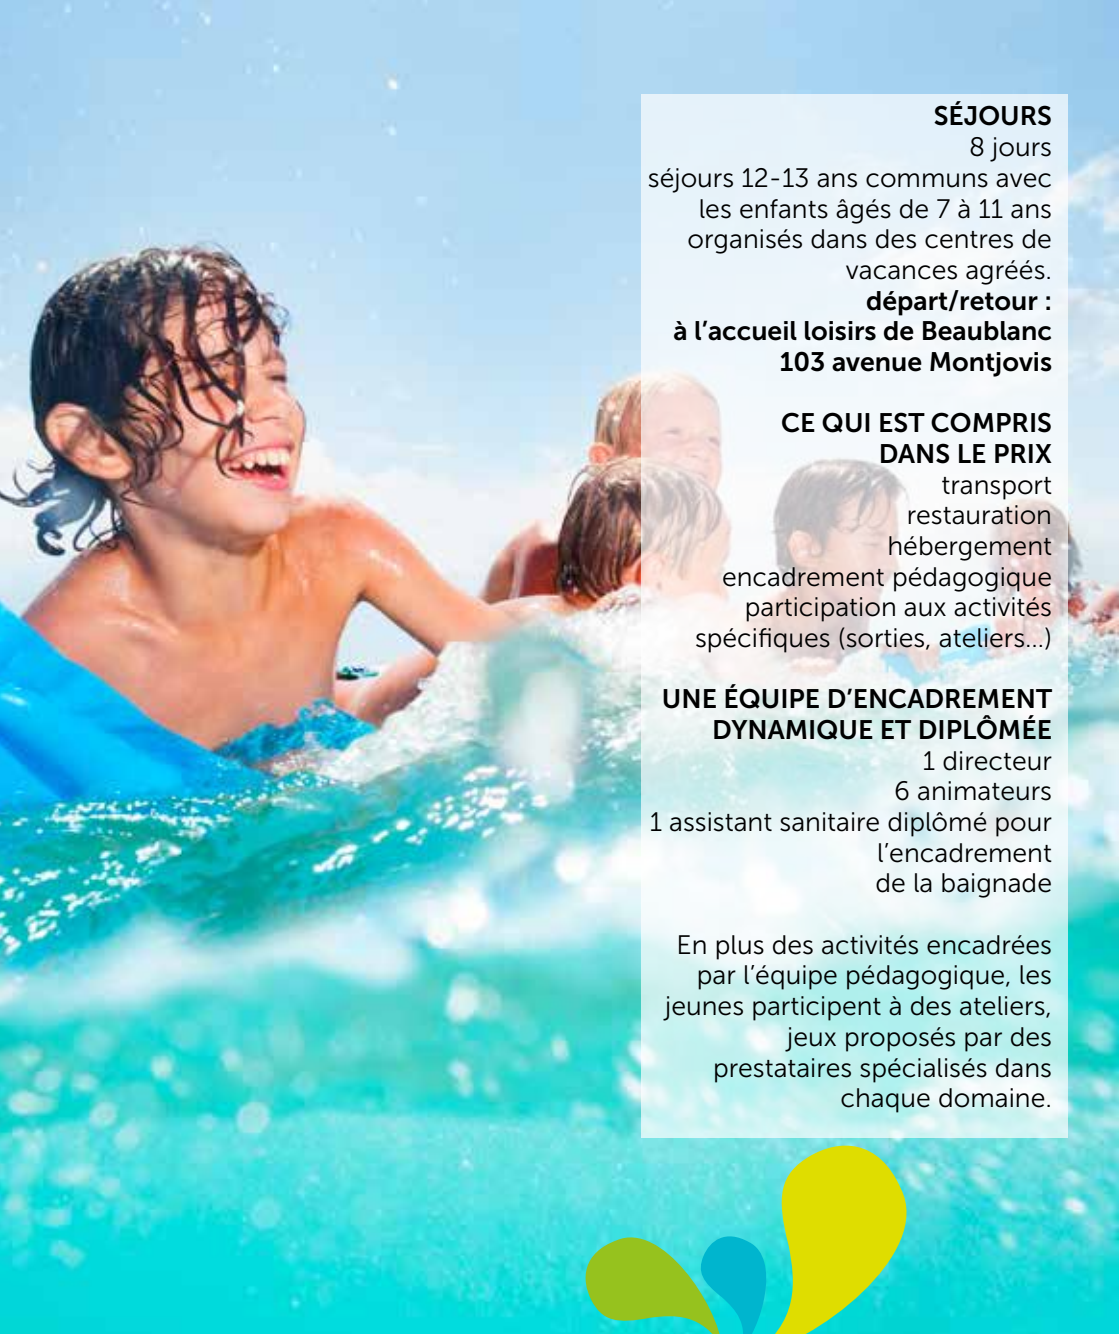 SÉJOURS
8 jours
séjours 12-13 ans communs avec
les enfants âgés de 7 à 11 ans
organisés dans des centres de
vacances agréés.
départ/retour :
à l’accueil loisirs de Beaublanc
103 avenue Montjovis
CE QUI EST COMPRIS
DANS LE PRIX
transport
restauration
hébergement
encadrement pédagogique
participation aux activités
spécifiques (sorties, ateliers...)
UNE ÉQUIPE D’ENCADREMENT
DYNAMIQUE ET DIPLÔMÉE
1 directeur
6 animateurs
1 assistant sanitaire diplômé pour
l’encadrement
de la baignade
En plus des activités encadrées
par l’équipe pédagogique, les
jeunes participent à des ateliers,
jeux proposés par des
prestataires spécialisés dans
chaque domaine.